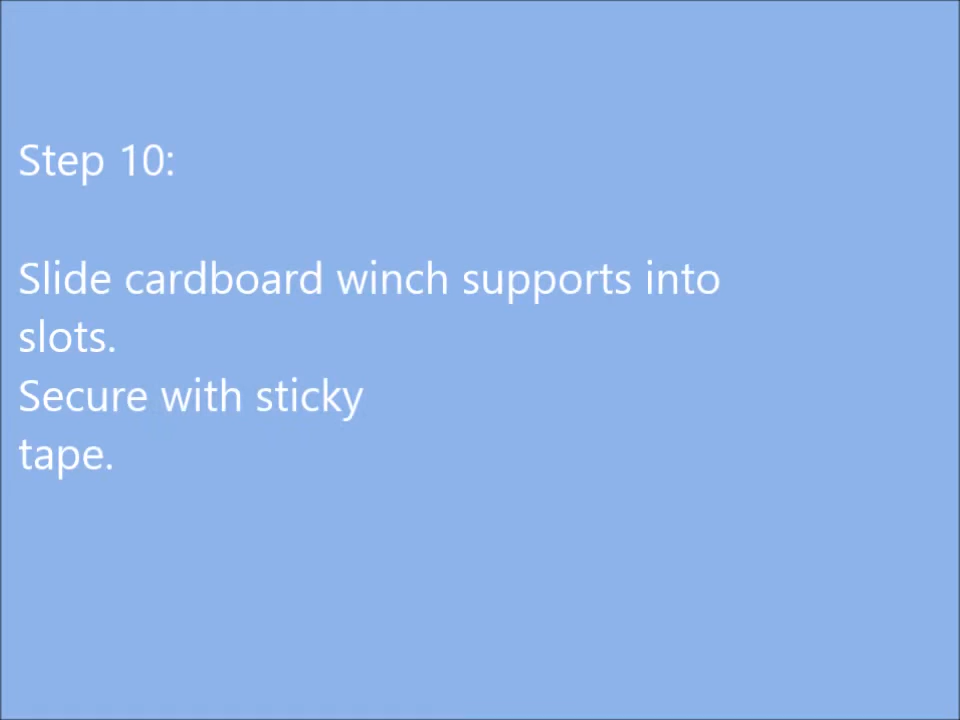 Step 10:
Slide cardboard winch supports into
slots.
Secure with sticky
tape.